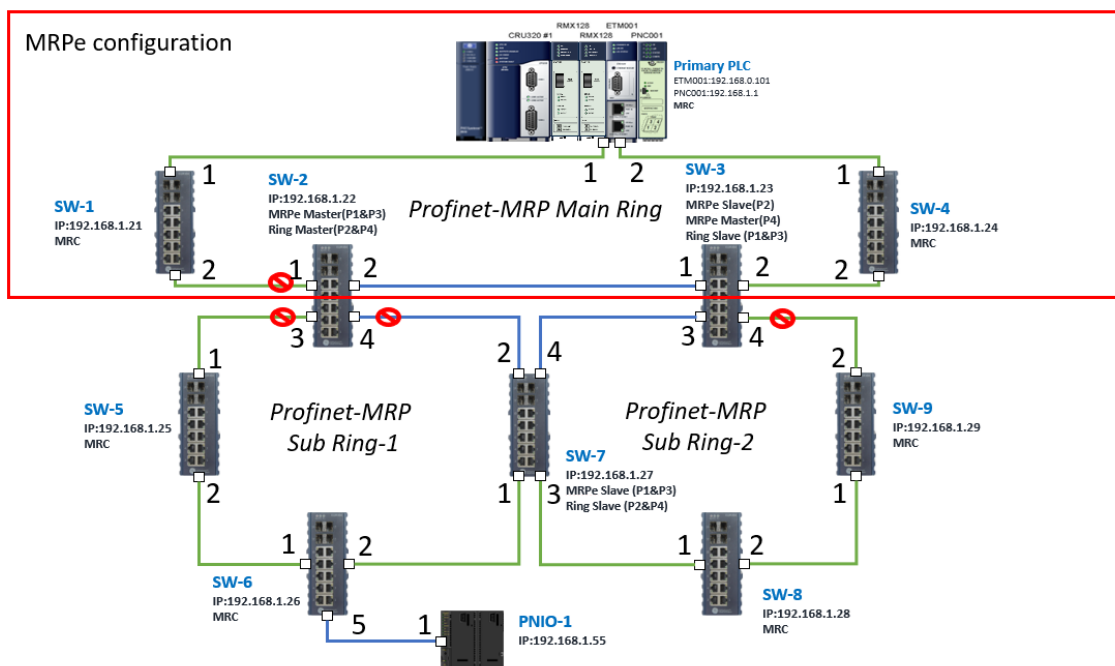 MRPe configuration
RMX128 ETM001
CRU320 #1 RMX128 PNC001
Primary PLC
ETM001:192.168.0.101
PNC001:192.168.1.1
MRC
1 2
1
SW-1
IP:192.168.1.21
MRC
2
SW-2
IP:192.168.1.22
MRPe Master(P1&P3)
Ring Master(P2&P4)
Profinet-MRP Main Ring
SW-3
IP:192.168.1.23
MRPe Slave(P2)
MRPe Master(P4)
Ring Slave (P1&P3)
1
SW-4
IP:192.168.1.24
MRC
2
1 2
1 2
3 4
3 4
1
SW-5
IP:192.168.1.25
MRC
2
Profinet-MRP
Sub Ring-1
2 4
Profinet-MRP
Sub Ring-2
2
SW-9
IP:192.168.1.29
MRC
1
SW-7
IP:192.168.1.27
MRPe Slave (P1&P3)
Ring Slave (P2&P4)
1 3
1 2
SW-6
IP:192.168.1.26
MRC
5
1 2
SW-8
IP:192.168.1.28
MRC
1
PNIO-1
IP:192.168.1.55